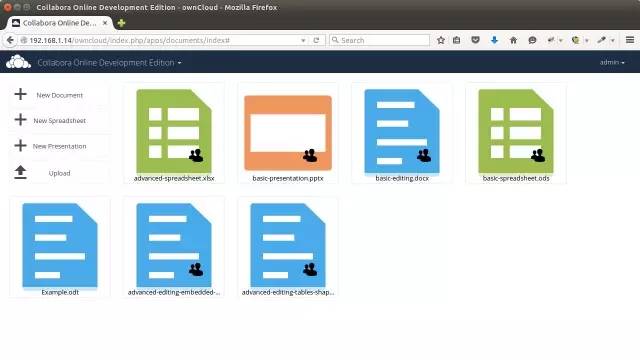 Collabora Online Development Edition - ownCloud - Mozilla Firefox
Collabora Online De...
192.168.1.14/owncloud/index.php/apps/documents/index#
Search
Collabora Online Development Edition
admin
New Document
New Spreadsheet
New Presentation
Upload
advanced-spreadsheet.xlsx
basic-presentation.pptx
basic-editing.docx
basic-spreadsheet.ods
Example.odt
advanced-editing-embedded-...
advanced-editing-tables-shap...